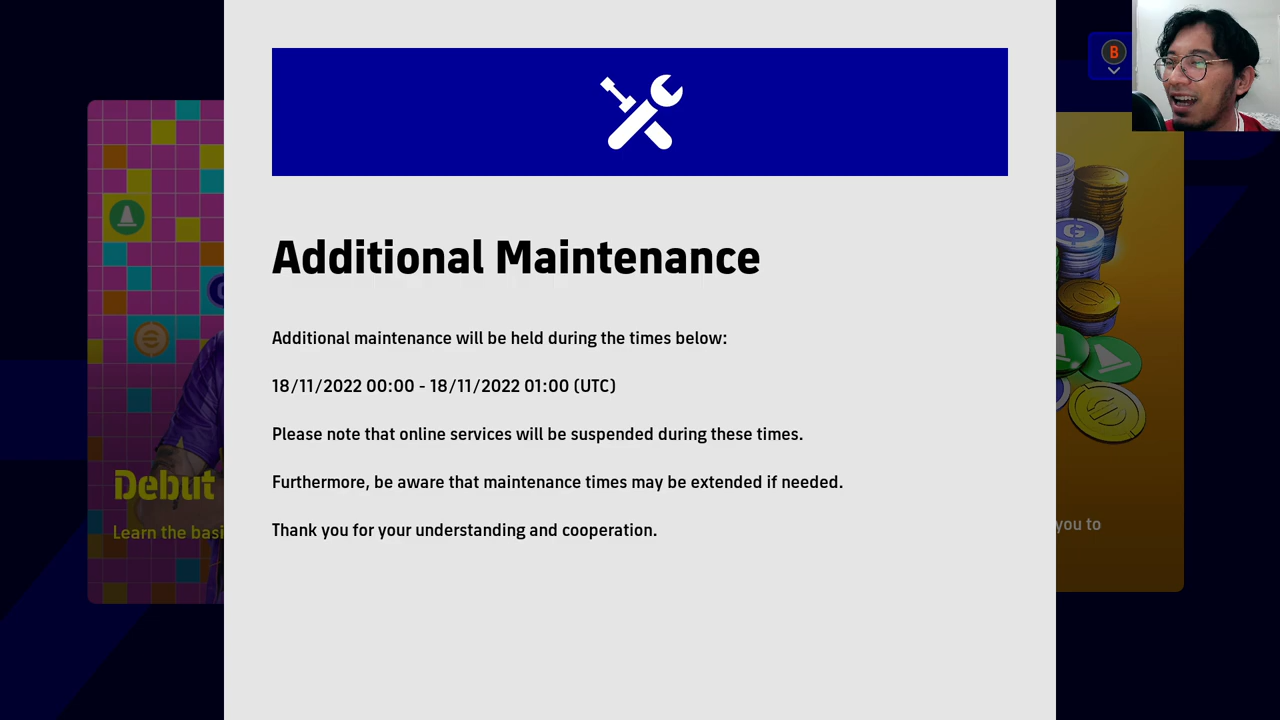 B
Additional Maintenance
Additional maintenance will be held during the times below:
18/11/2022 00:00 - 18/11/2022 01:00 (UTC)
Please note that online services will be suspended during these times.
Furthermore, be aware that maintenance times may be extended if needed.
Thank you for your understanding and cooperation.
Debut
Learn the basi
you to